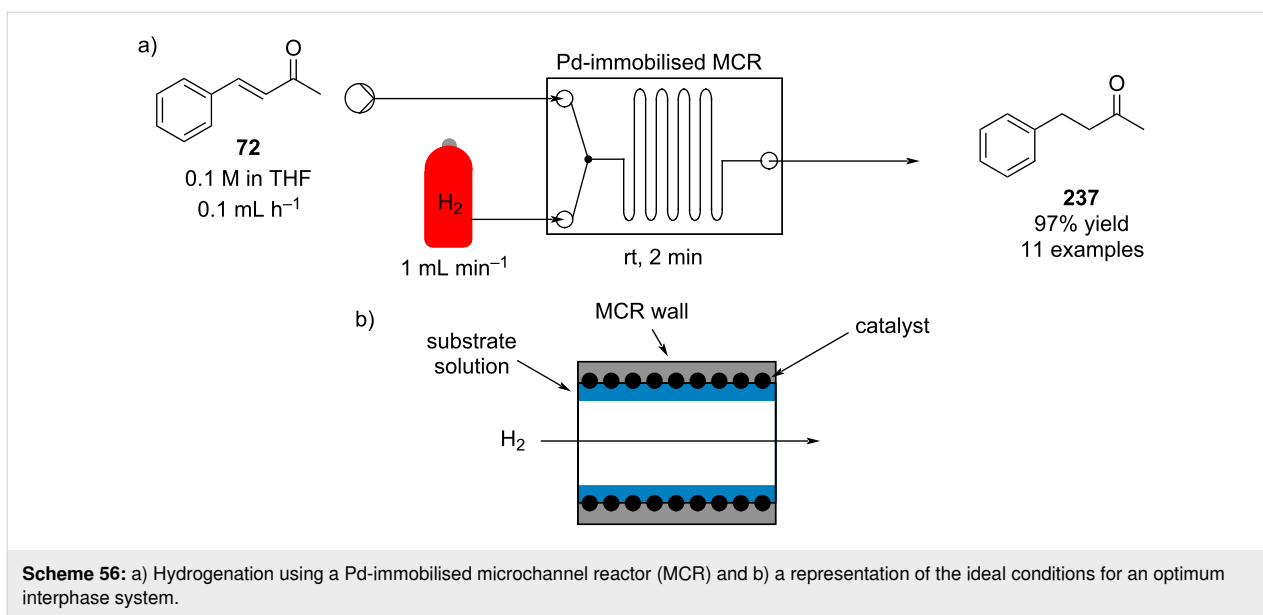 a)
O
Pd-immobilised MCR
O
72
0.1 M in THF
0.1 mL h⁻¹
H₂
1 mL min⁻¹
rt, 2 min
237
97% yield
11 examples
b)
MCR wall
substrate
solution
catalyst
H₂
Scheme 56: a) Hydrogenation using a Pd-immobilised microchannel reactor (MCR) and b) a representation of the ideal conditions for an optimum
interphase system.